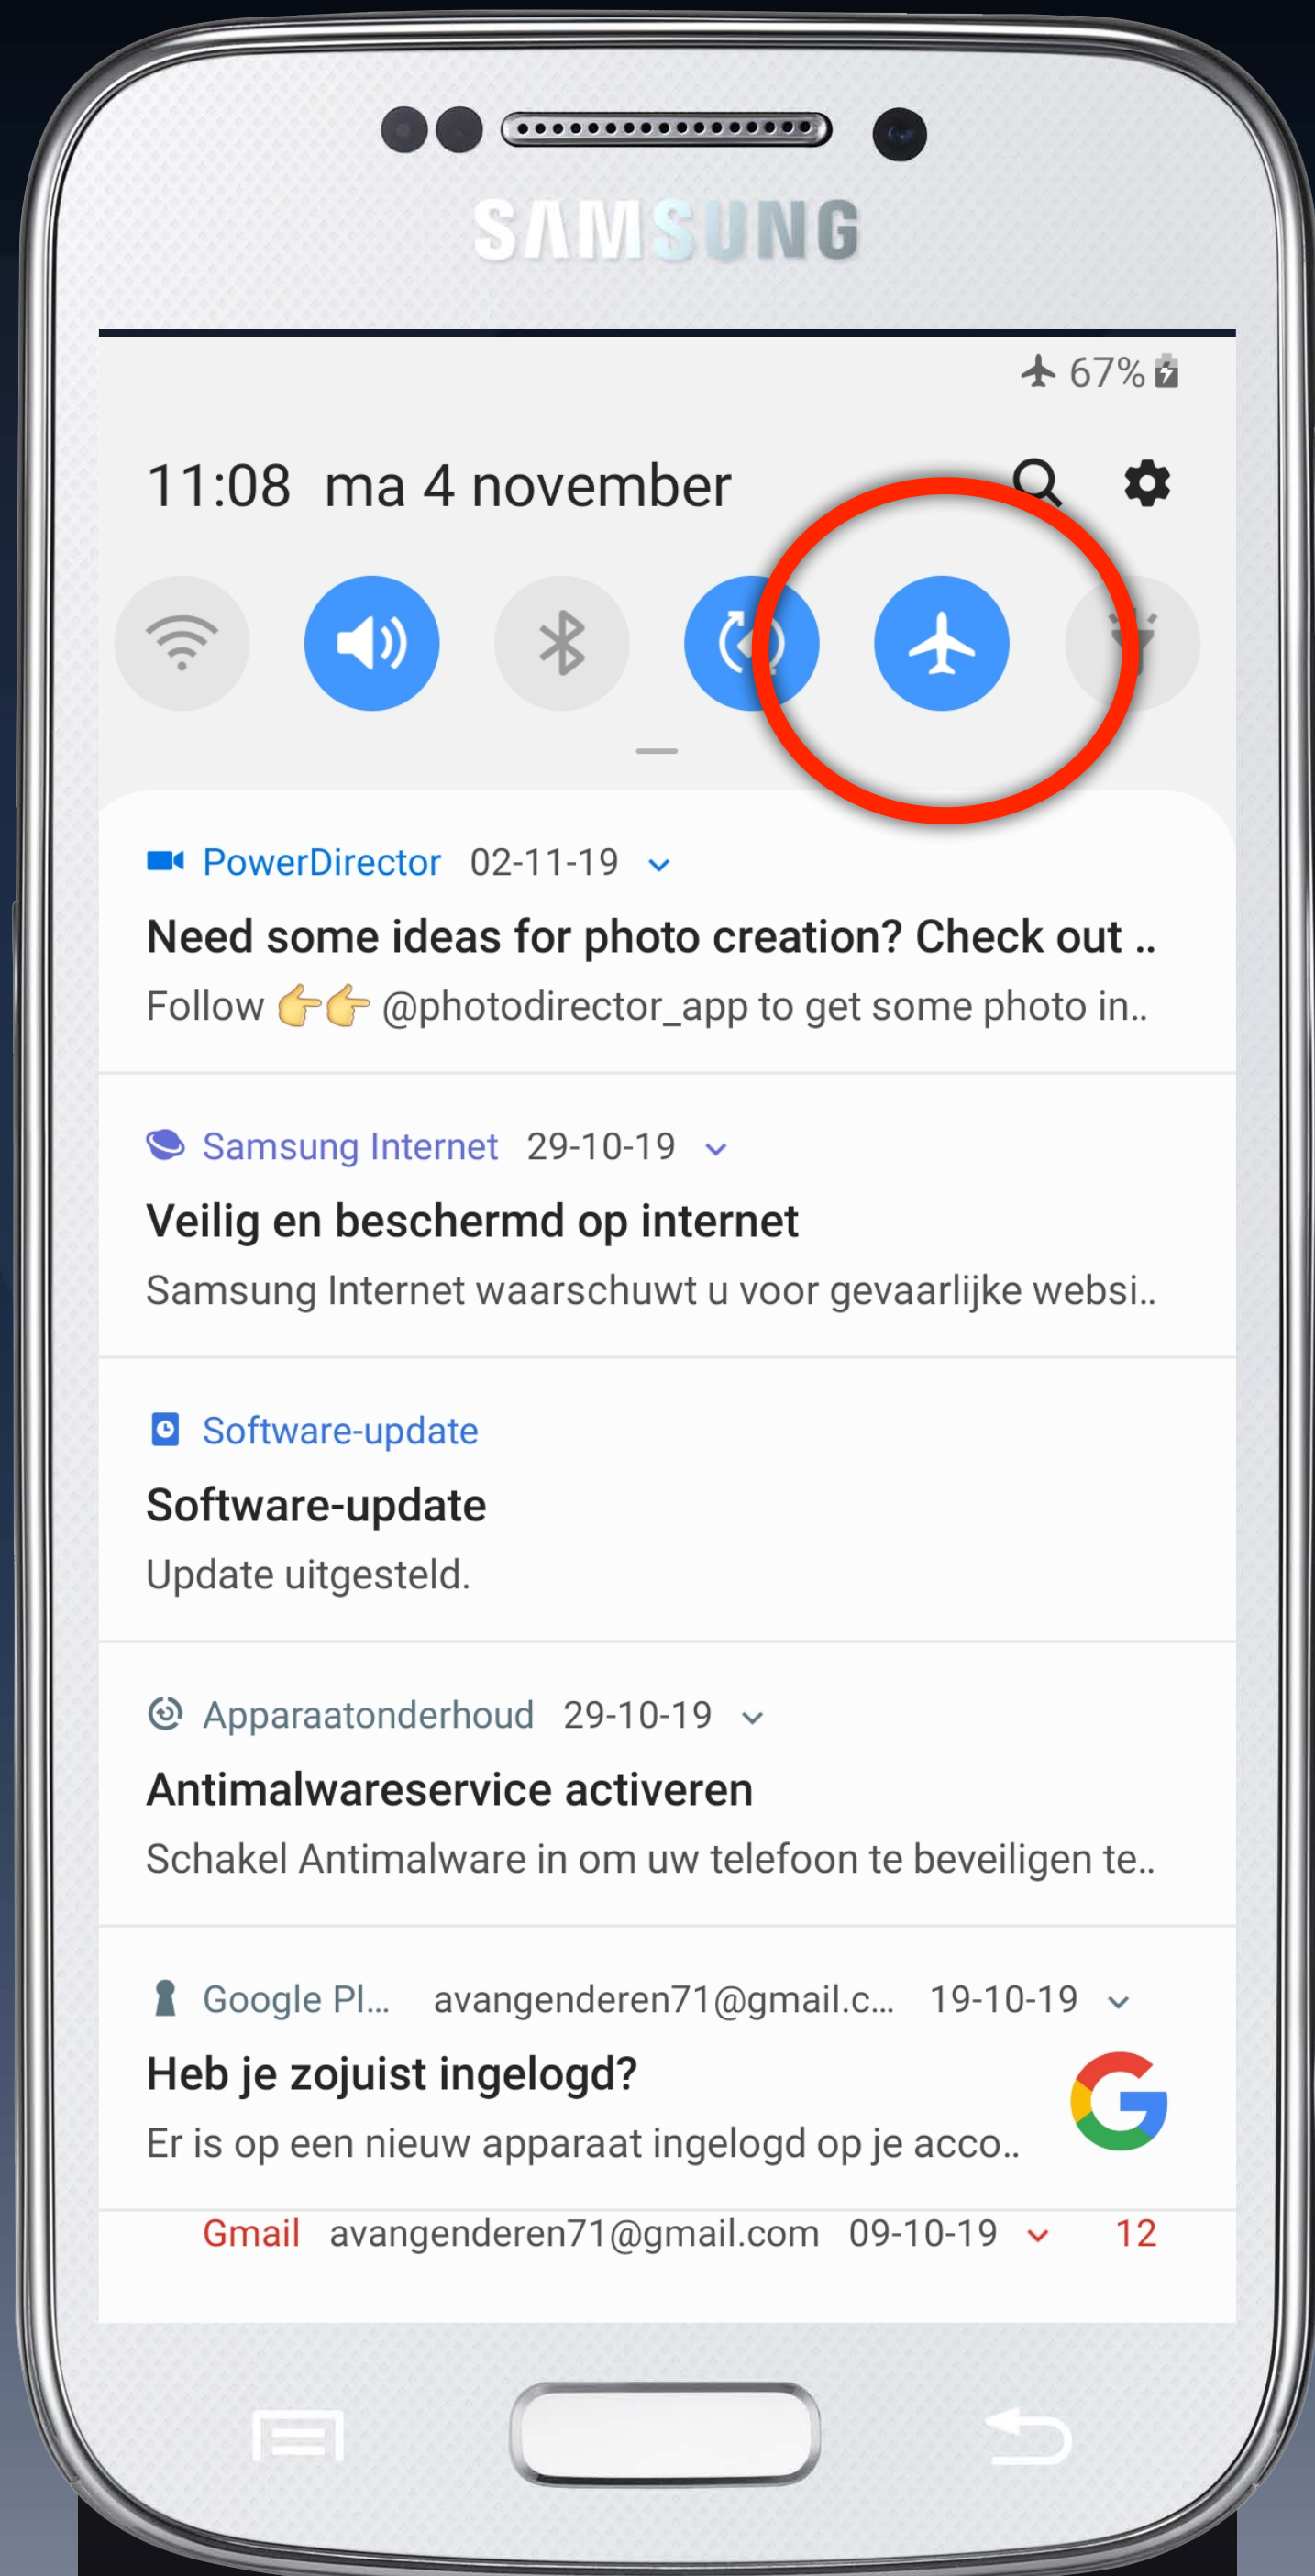 SAMSUNG
67%
11:08 ma 4 november
PowerDirector 02-11-19
Need some ideas for photo creation? Check out ..
Follow 👉👉 @photodirector_app to get some photo in..
Samsung Internet 29-10-19
Veilig en beschermd op internet
Samsung Internet waarschuwt u voor gevaarlijke websi..
Software-update
Software-update
Update uitgesteld.
Apparaatonderhoud 29-10-19
Antimalwareservice activeren
Schakel Antimalware in om uw telefoon te beveiligen te..
Google Pl... avangenderen71@gmail.c... 19-10-19
Heb je zojuist ingelogd?
Er is op een nieuw apparaat ingelogd op je acco..
Gmail avangenderen71@gmail.com 09-10-19 12